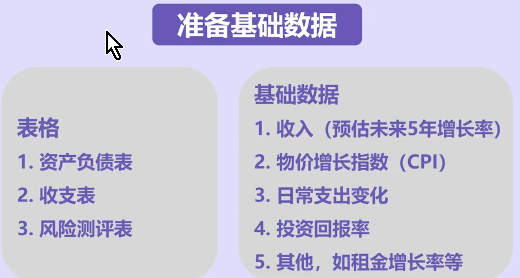 准备基础数据
表格
1. 资产负债表
2. 收支表
3. 风险测评表
基础数据
1. 收入（预估未来5年增长率）
2. 物价增长指数（CPI）
3. 日常支出变化
4. 投资回报率
5. 其他，如租金增长率等